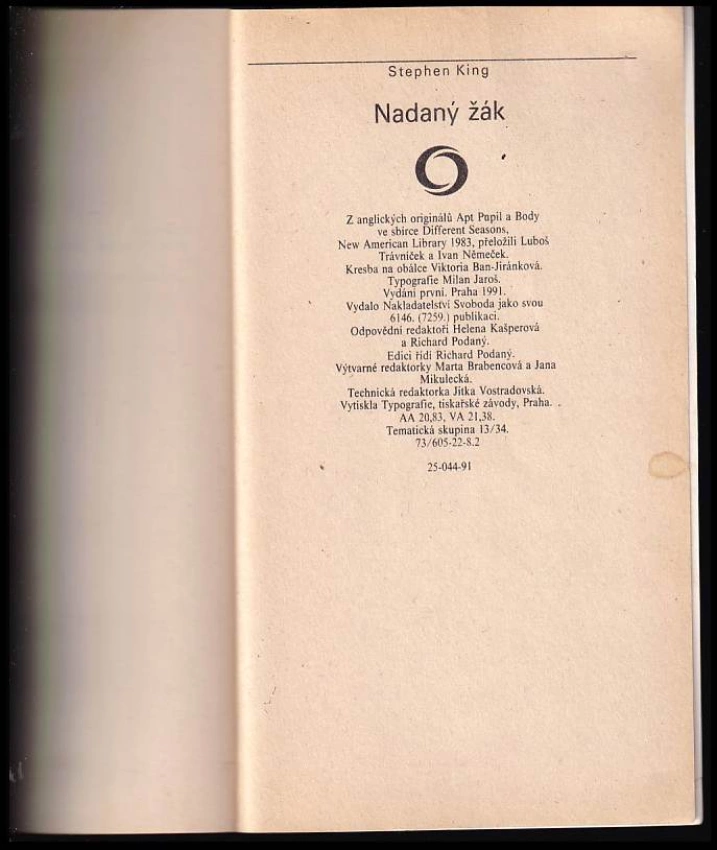 Stephen King
Nadaný žák
Z anglických originálů Apt Pupil a Body
ve sbírce Different Seasons,
New American Library 1983, přeložili Luboš
Trávníček a Ivan Němeček.
Kresba na obálce Viktoria Ban-Jiránková.
Typografie Milan Jaroš.
Vydání první. Praha 1991.
Vydalo Nakladatelství Svoboda jako svou
6146. (7259.) publikaci.
Odpovědní redaktoři Helena Kašperová
a Richard Podaný.
Edici řídí Richard Podaný.
Výtvarné redaktorky Marta Brabencová a Jana
Mikulecká.
Technická redaktorka Jitka Vostradovská.
Vytiskla Typografie, tiskařské závody, Praha.
AA 20,83, VA 21,38.
Tematická skupina 13/34.
73/605-22-8.2
25-044-91